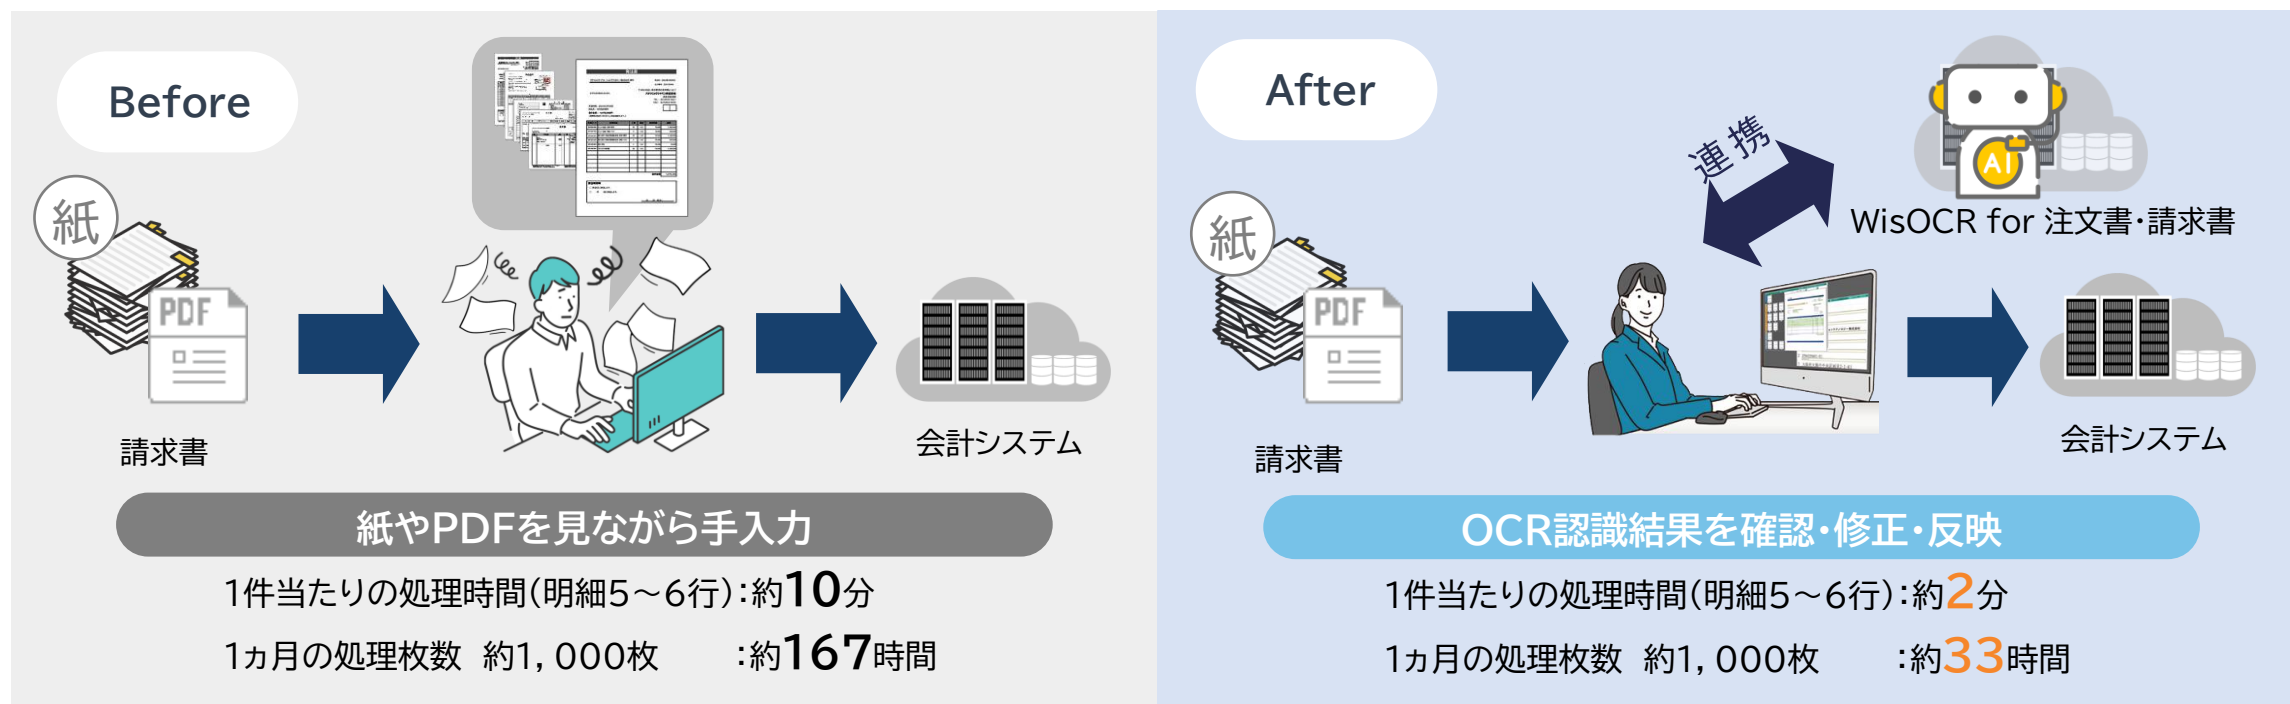 Before
紙
PDF
請求書
会計システム
紙やPDFを見ながら手入力
1件当たりの処理時間(明細5～6行):約10分
1ヵ月の処理枚数 約1,000枚 :約167時間
After
連携
AI
WisOCR for 注文書・請求書
紙
PDF
請求書
会計システム
OCR認識結果を確認・修正・反映
1件当たりの処理時間(明細5～6行):約2分
1ヵ月の処理枚数 約1,000枚 :約33時間